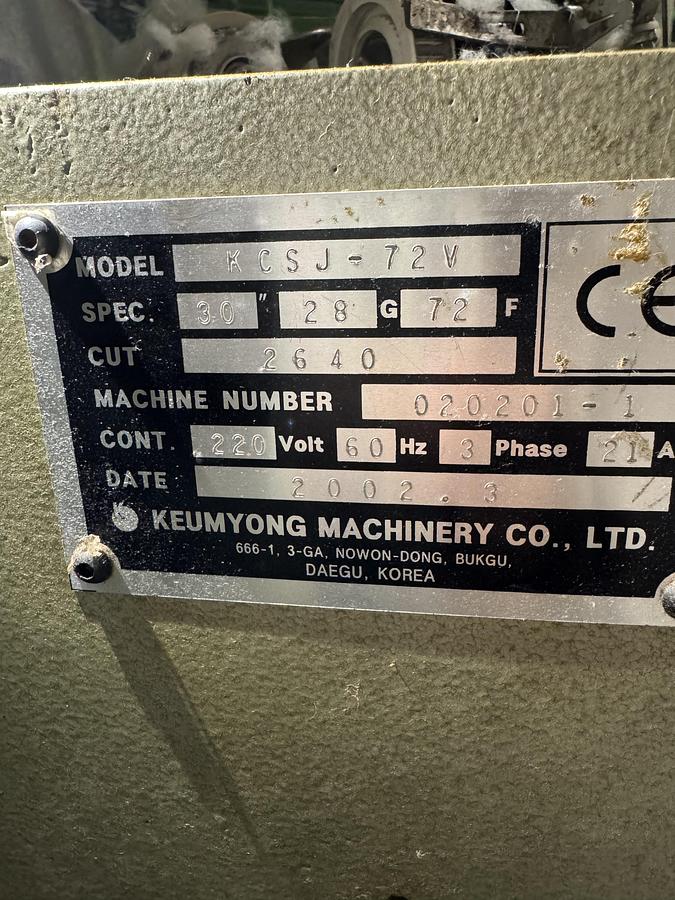 MODEL KCSJ-72V
SPEC. 30" 28 G 72 F
CUT 2640
MACHINE NUMBER 020201-1
CONT. 220 Volt 60 Hz 3 Phase 21 A
DATE 2002.3
KEUMYONG MACHINERY CO., LTD.
666-1, 3-GA, NOWON-DONG, BUKGU,
DAEGU, KOREA
CE